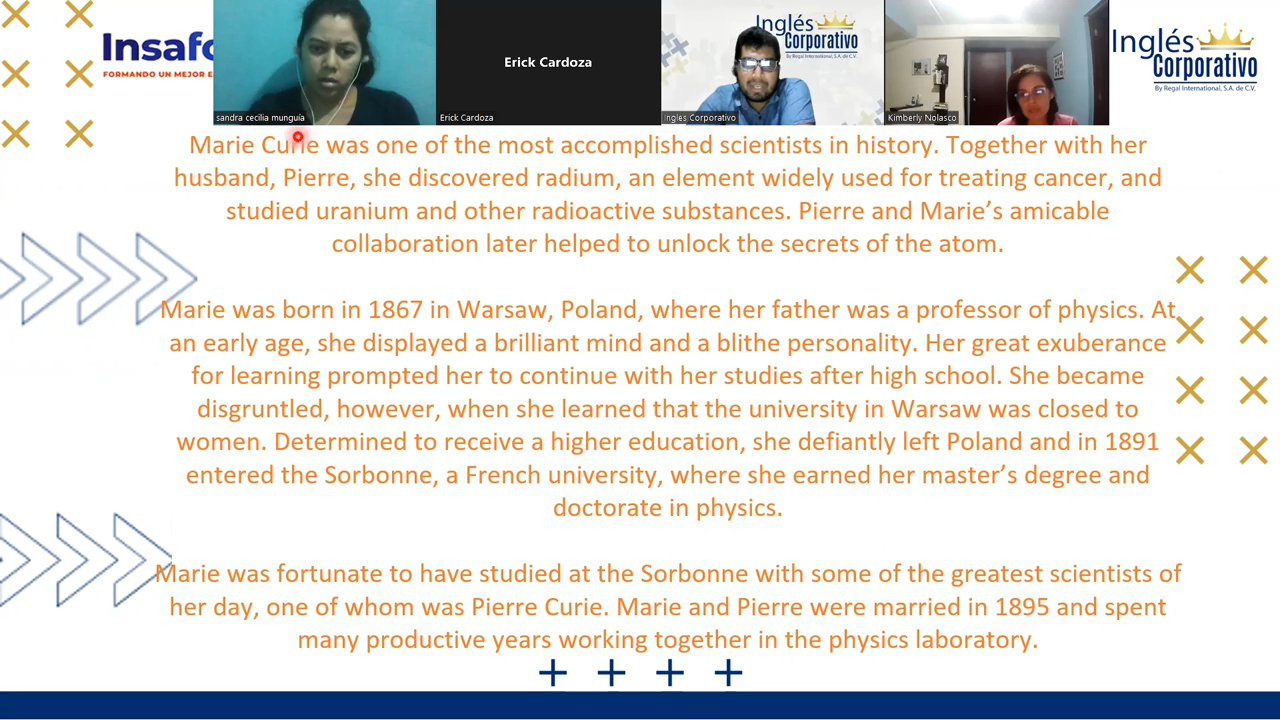 Insafo
FORMANDO UN MEJOR E
sandra cecilia munguía
Erick Cardoza
Erick Cardoza
Inglés
Corporativo
By Regal International, S.A. de C.V.
Inglés Corporativo
Kimberly Nolasco
Inglés
Corporativo
By Regal International, S.A. de C.V.
Marie Curie was one of the most accomplished scientists in history. Together with her
husband, Pierre, she discovered radium, an element widely used for treating cancer, and
studied uranium and other radioactive substances. Pierre and Marie’s amicable
collaboration later helped to unlock the secrets of the atom.
Marie was born in 1867 in Warsaw, Poland, where her father was a professor of physics. At
an early age, she displayed a brilliant mind and a blithe personality. Her great exuberance
for learning prompted her to continue with her studies after high school. She became
disgruntled, however, when she learned that the university in Warsaw was closed to
women. Determined to receive a higher education, she defiantly left Poland and in 1891
entered the Sorbonne, a French university, where she earned her master’s degree and
doctorate in physics.
Marie was fortunate to have studied at the Sorbonne with some of the greatest scientists of
her day, one of whom was Pierre Curie. Marie and Pierre were married in 1895 and spent
many productive years working together in the physics laboratory.